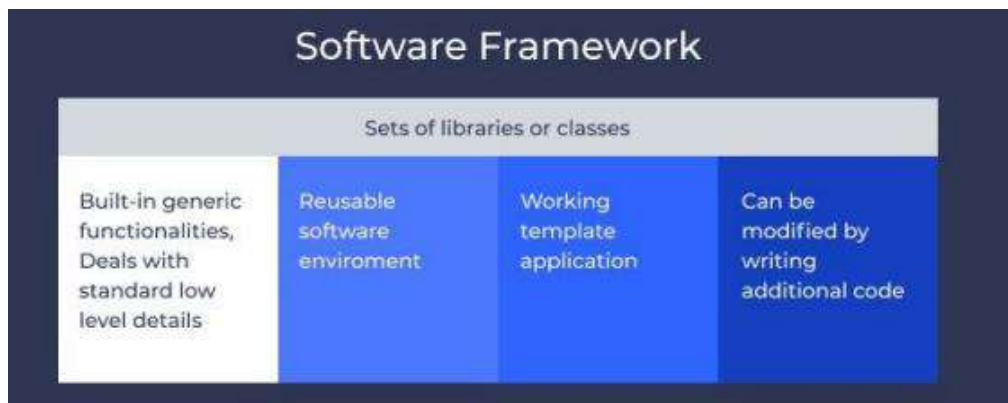 Software Framework
Sets of libraries or classes
Built-in generic
functionalities,
Deals with
standard low
level details
Reusable
software
enviroment
Working
template
application
Can be
modified by
writing
additional code